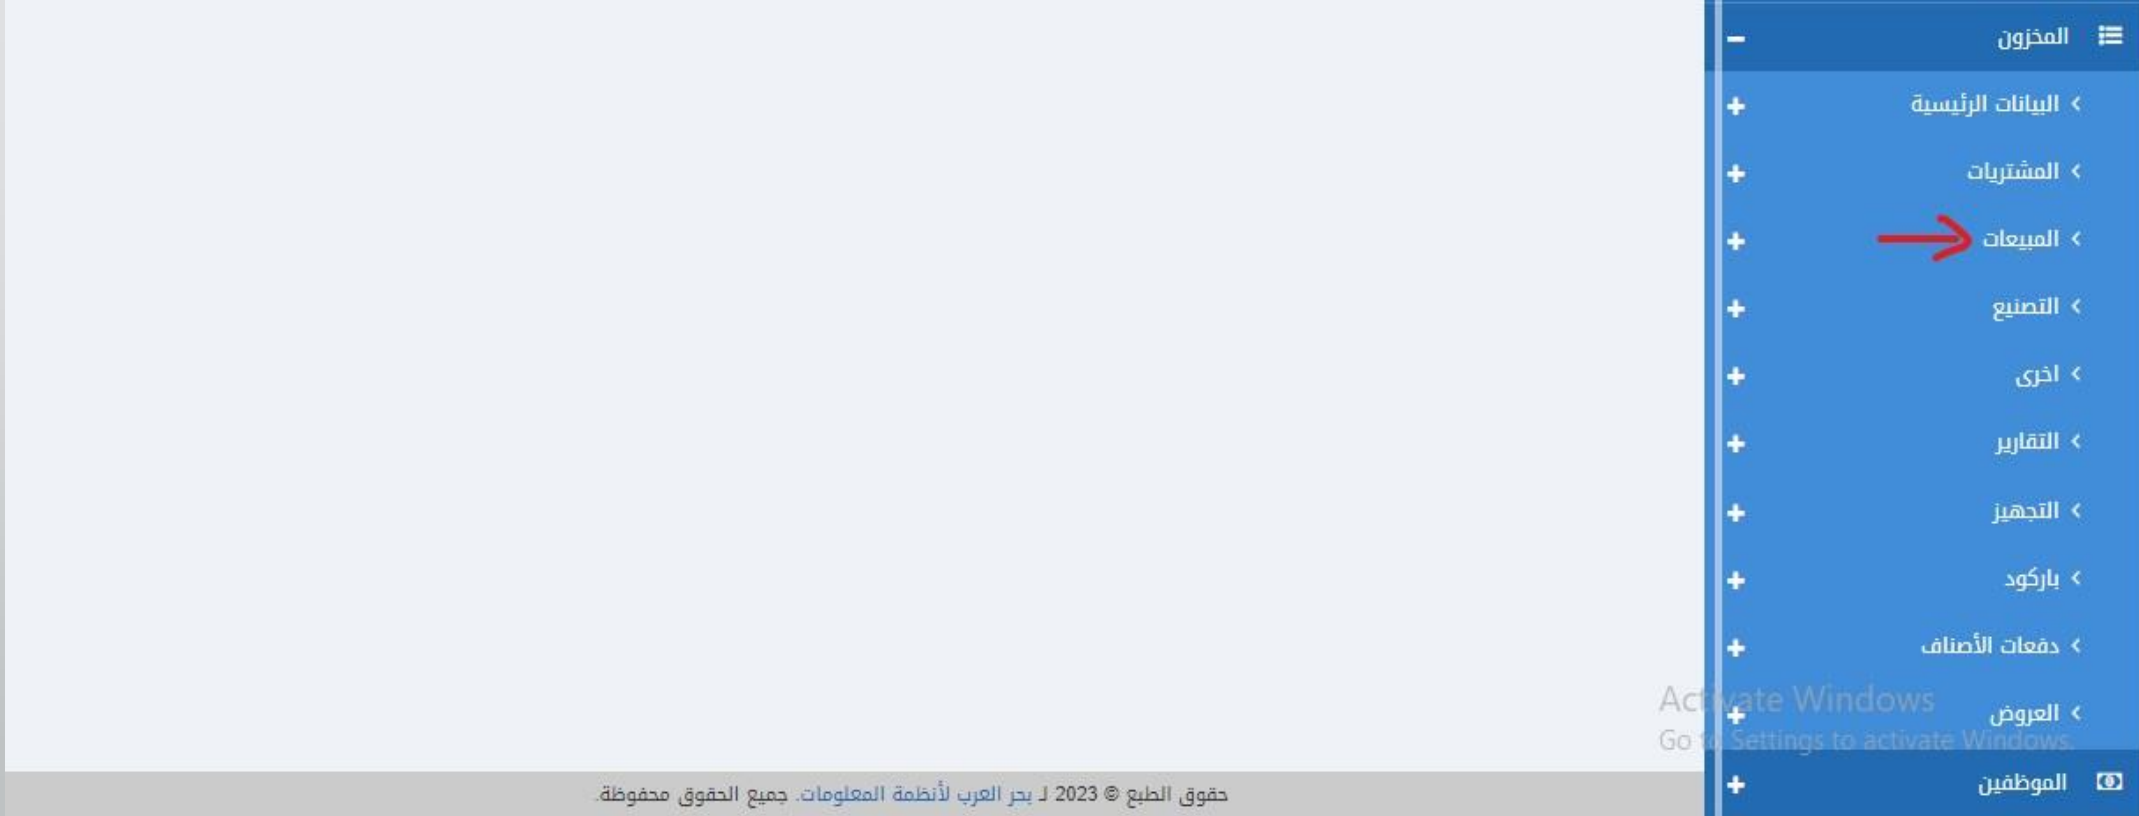 المخزون
البيانات الرئيسية
المشتريات
المبيعات
التصنيع
اخرى
التقارير
التجهيز
باركود
دفعات الأصناف
العروض
الموظفين
Activate Windows
Go to Settings to activate Windows.
حقوق الطبع © 2023 لـ بحر العرب لأنظمة المعلومات. جميع الحقوق محفوظة.